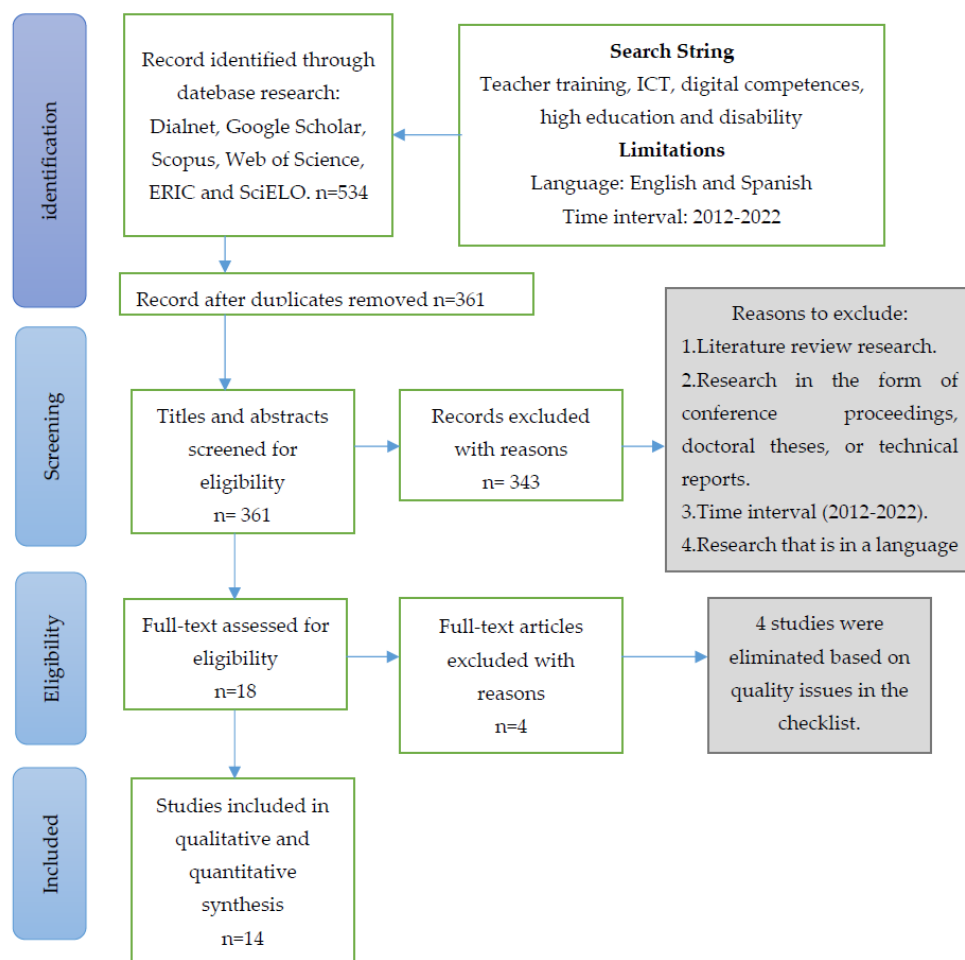 identification
Record identified through
datebase research:
Dialnet, Google Scholar,
Scopus, Web of Science,
ERIC and SciELO. n=534
Search String
Teacher training, ICT, digital competences,
high education and disability
Limitations
Language: English and Spanish
Time interval: 2012-2022
Record after duplicates removed n=361
Screening
Titles and abstracts
screened for
eligibility
n= 361
Records excluded
with reasons
n= 343
Reasons to exclude:
1.Literature review research.
2.Research in the form of
conference proceedings,
doctoral theses, or technical
reports.
3.Time interval (2012-2022).
4.Research that is in a language
Eligibility
Full-text assessed for
eligibility
n=18
Full-text articles
excluded with
reasons
n=4
4 studies were
eliminated based on
quality issues in the
checklist.
Included
Studies included in
qualitative and
quantitative
synthesis
n=14